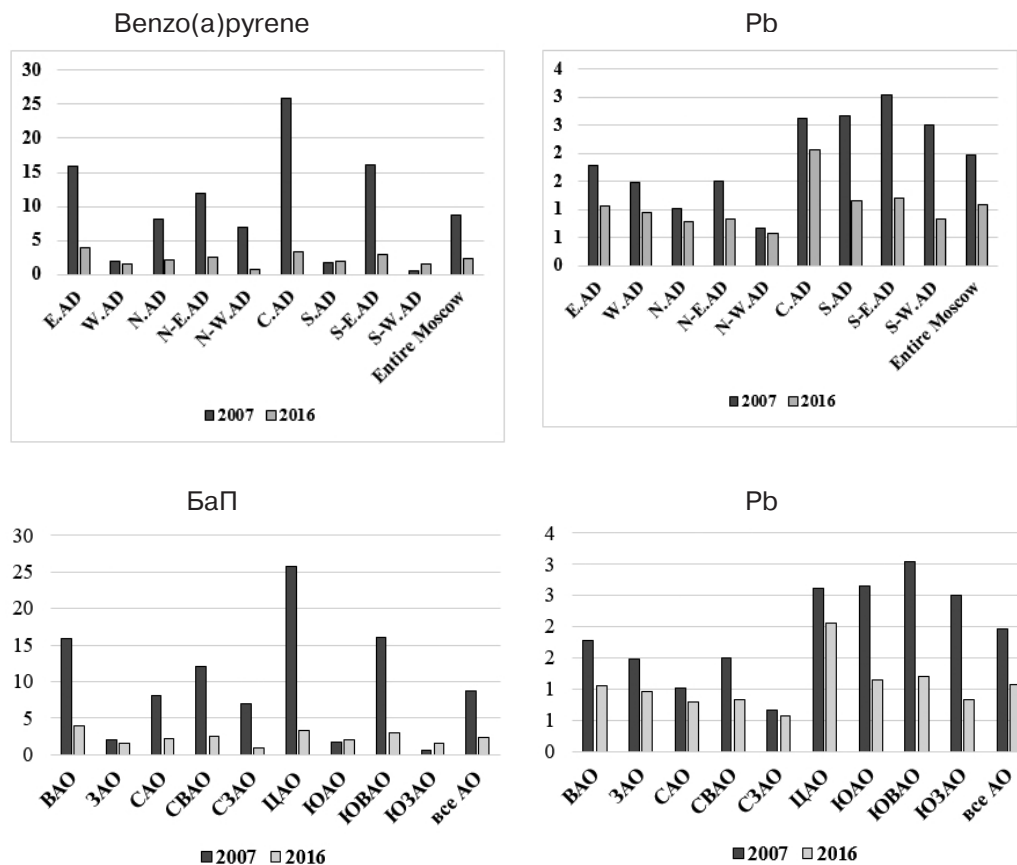 Benzo(a)pyrene
30
25
20
15
10
5
0
E.AD
W.AD
N.AD
N-E.AD
N-W.AD
C.AD
S.AD
S-E.AD
S-W.AD
Entire Moscow
2007 2016
Pb
4
3
3
2
2
1
1
0
E.AD
W.AD
N.AD
N-E.AD
N-W.AD
C.AD
S.AD
S-E.AD
S-W.AD
Entire Moscow
2007 2016
БаП
30
25
20
15
10
5
0
ВАО
ЗАО
САО
СВАО
СЗАО
ЦАО
ЮАО
ЮВАО
ЮЗАО
все АО
2007 2016
Pb
4
3
3
2
2
1
1
0
ВАО
ЗАО
САО
СВАО
СЗАО
ЦАО
ЮАО
ЮВАО
ЮЗАО
все АО
2007 2016